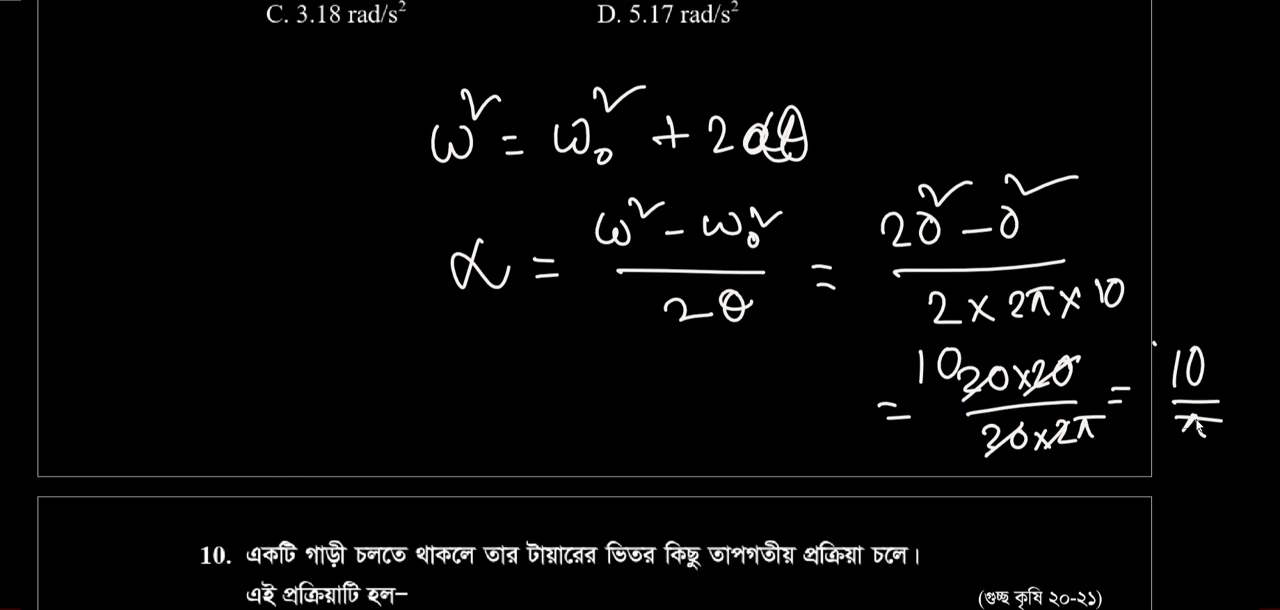 C. 3.18 rad/s² D. 5.17 rad/s²
ω² = ω₀² + 2αθ
α = (ω² - ω₀²) / 2θ = (20² - 0²) / (2 × 2π × 10)
= 10 (20×20) / (20×2π) = 10 / π
10. একটি গাড়ী চলতে থাকলে তার টায়ারের ভিতর কিছু তাপগতীয় প্রক্রিয়া চলে।
এই প্রক্রিয়াটি হল– (গুচ্ছ কৃষি ২০-২১)